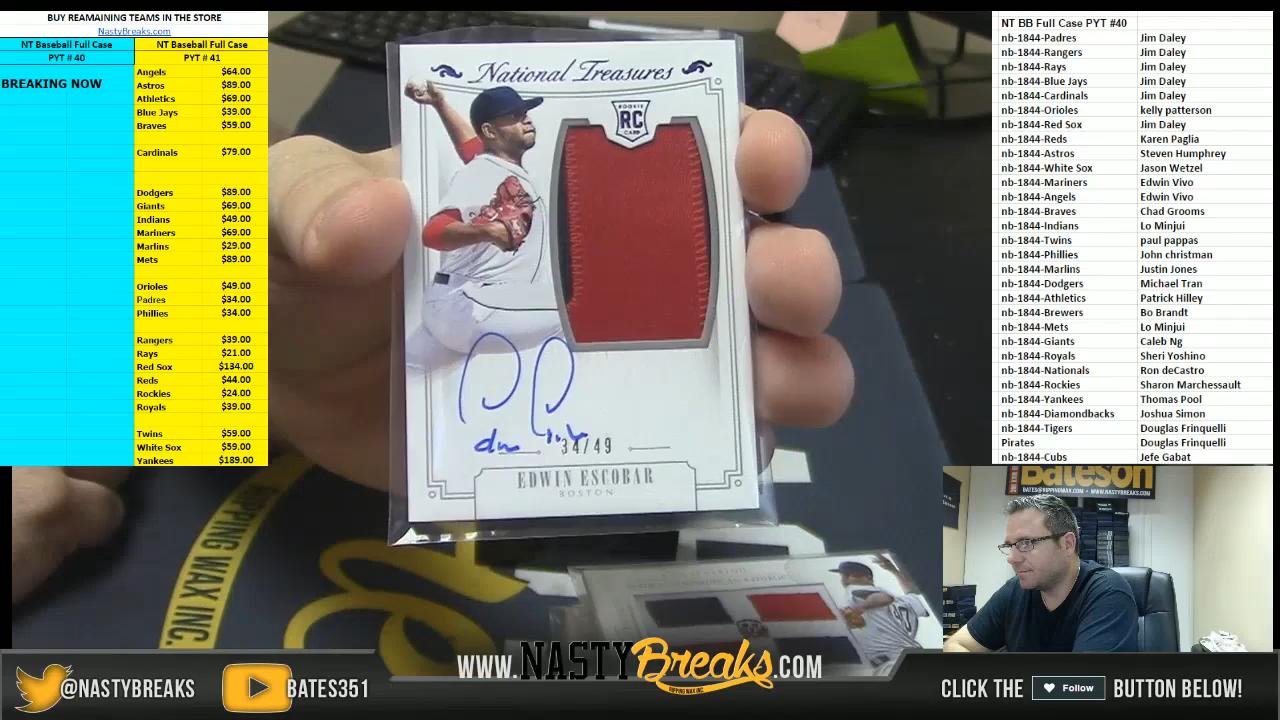 BUY REAMAINING TEAMS IN THE STORE
NastyBreaks.com
NT Baseball Full Case NT Baseball Full Case
PYT # 40 PYT # 41
BREAKING NOW
Angels $64.00
Astros $89.00
Athletics $69.00
Blue Jays $39.00
Braves $59.00
Cardinals $79.00
Dodgers $89.00
Giants $69.00
Indians $49.00
Mariners $69.00
Marlins $29.00
Mets $89.00
Orioles $49.00
Padres $34.00
Phillies $34.00
Rangers $39.00
Rays $21.00
Red Sox $134.00
Reds $44.00
Rockies $24.00
Royals $39.00
Twins $59.00
White Sox $59.00
Yankees $189.00
National Treasures
ROOKIE
RC
CARD
34/49
EDWIN ESCOBAR
BOSTON
NT BB Full Case PYT #40
nb-1844-Padres Jim Daley
nb-1844-Rangers Jim Daley
nb-1844-Rays Jim Daley
nb-1844-Blue Jays Jim Daley
nb-1844-Cardinals Jim Daley
nb-1844-Orioles kelly patterson
nb-1844-Red Sox Jim Daley
nb-1844-Reds Karen Paglia
nb-1844-Astros Steven Humphrey
nb-1844-White Sox Jason Wetzel
nb-1844-Mariners Edwin Vivo
nb-1844-Angels Edwin Vivo
nb-1844-Braves Chad Grooms
nb-1844-Indians Lo Minjui
nb-1844-Twins paul pappas
nb-1844-Phillies John christman
nb-1844-Marlins Justin Jones
nb-1844-Dodgers Michael Tran
nb-1844-Athletics Patrick Hilley
nb-1844-Brewers Bo Brandt
nb-1844-Mets Lo Minjui
nb-1844-Giants Caleb Ng
nb-1844-Royals Sheri Yoshino
nb-1844-Nationals Ron deCastro
nb-1844-Rockies Sharon Marchessault
nb-1844-Yankees Thomas Pool
nb-1844-Diamondbacks Joshua Simon
nb-1844-Tigers Douglas Frinquelli
Pirates Douglas Frinquelli
nb-1844-Cubs Jefe Gabat
Bateson
BATES@RIPPINGWAX.COM • WWW.NASTYBREAKS.COM
RIPPING WAX INC.
@NASTYBREAKS
BATES351
WWW.NASTYBreaks.COM
RIPPING WAX INC.
CLICK THE Follow BUTTON BELOW!